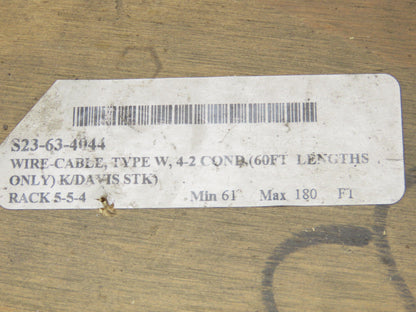 S23-63-4044
WIRE-CABLE, TYPE W, 4-2 COND.(60FT LENGTHS
ONLY) K/DAVIS STK)
RACK 5-5-4 Min 61 Max 180 FT